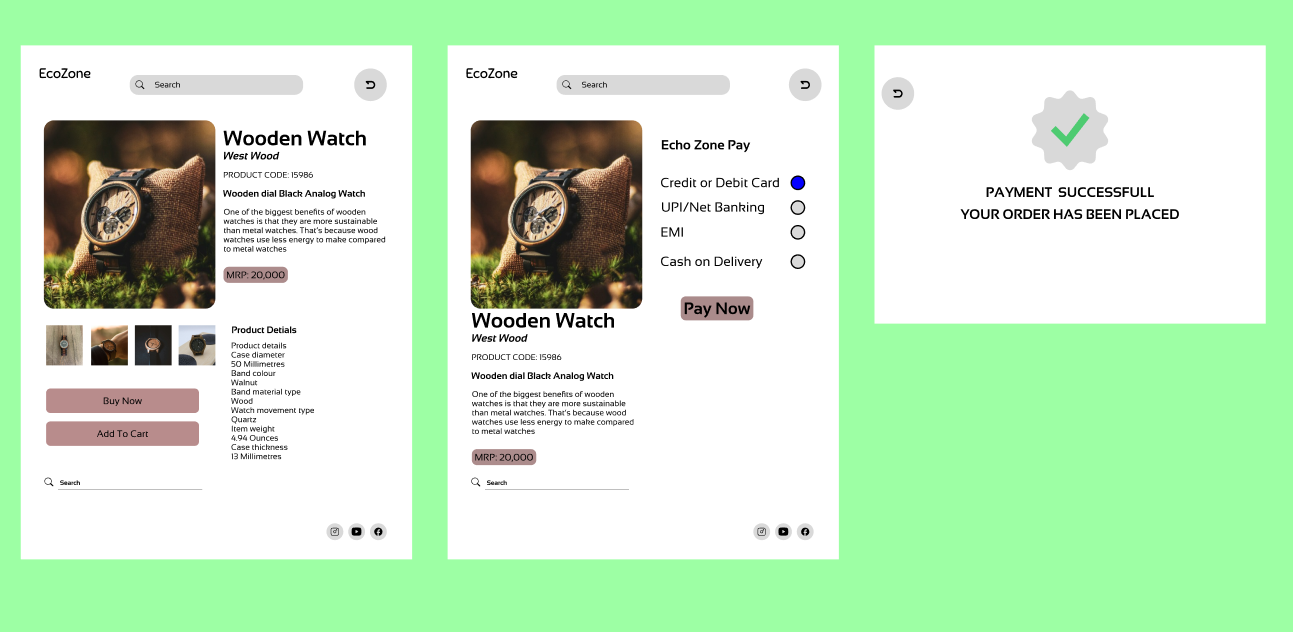 EcoZone
Search
Wooden Watch
West Wood
PRODUCT CODE: 15986
Wooden dial Black Analog Watch
One of the biggest benefits of wooden
watches is that they are more sustainable
than metal watches. That's because wood
watches use less energy to make compared
to metal watches
MRP: 20,000
Product Detials
Product details
Case diameter
50 Millimetres
Band colour
Walnut
Band material type
Wood
Watch movement type
Quartz
Item weight
4.94 Ounces
Case thickness
13 Millimetres
Buy Now
Add To Cart
Search
EcoZone
Search
Echo Zone Pay
Credit or Debit Card
UPI/Net Banking
EMI
Cash on Delivery
Pay Now
Wooden Watch
West Wood
PRODUCT CODE: 15986
Wooden dial Black Analog Watch
One of the biggest benefits of wooden
watches is that they are more sustainable
than metal watches. That's because wood
watches use less energy to make compared
to metal watches
MRP: 20,000
Search
PAYMENT SUCCESSFULL
YOUR ORDER HAS BEEN PLACED